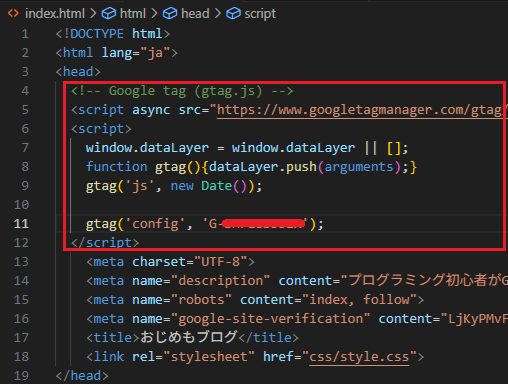 index.html > html > head > script
1 <!DOCTYPE html>
2 <html lang="ja">
3 <head>
4 <!-- Google tag (gtag.js) -->
5 <script async src="https://www.googletagmanager.com/gtag/
6 <script>
7 window.dataLayer = window.dataLayer || [];
8 function gtag(){dataLayer.push(arguments);}
9 gtag('js', new Date());
10
11 gtag('config', 'G-');
12 </script>
13 <meta charset="UTF-8">
14 <meta name="description" content="プログラミング初心者がG
15 <meta name="robots" content="index, follow">
16 <meta name="google-site-verification" content="LjKyPMvF
17 <title>おじめもブログ</title>
18 <link rel="stylesheet" href="css/style.css">
19 </head>